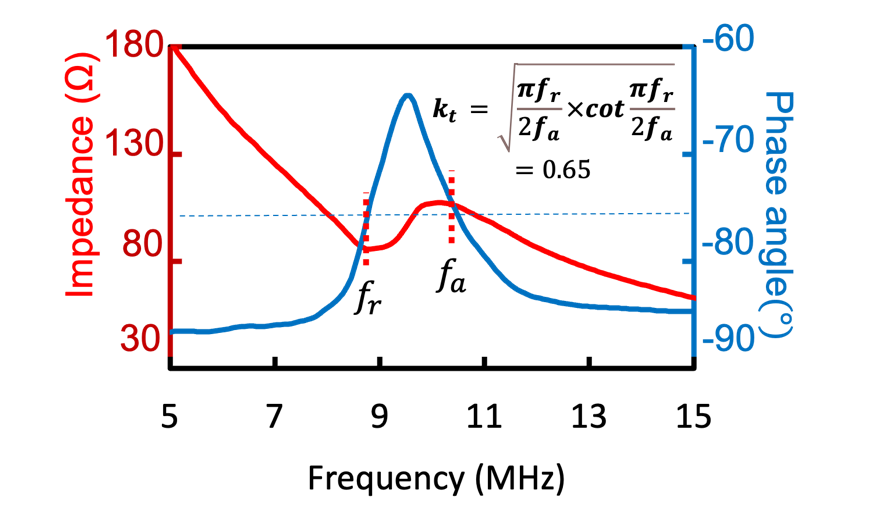 Impedance (Ω)
180
130
80
30
-60
-70
-80
-90
Phase angle(°)
k_t = √(πf_r/2f_a × cot πf_r/2f_a)
= 0.65
f_r
f_a
5 7 9 11 13 15
Frequency (MHz)